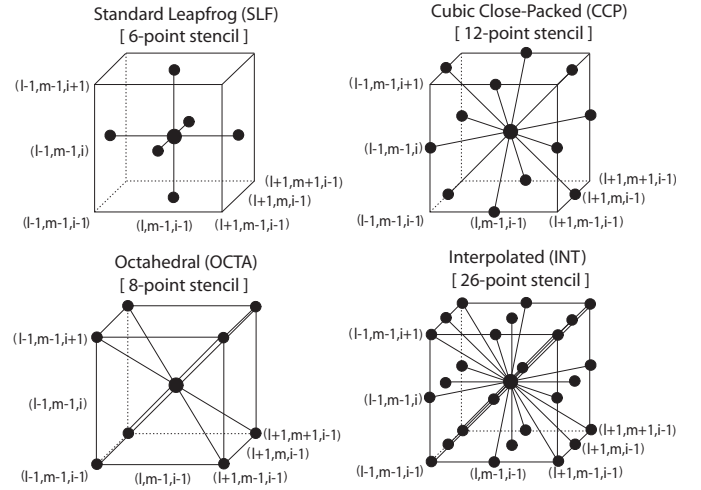 Standard Leapfrog (SLF)
[ 6-point stencil ]
(l-1,m-1,i+1)
(l-1,m-1,i)
(l-1,m-1,i-1)
(l,m-1,i-1)
(l+1,m-1,i-1)
(l+1,m,i-1)
(l+1,m+1,i-1)
Cubic Close-Packed (CCP)
[ 12-point stencil ]
(l-1,m-1,i+1)
(l-1,m-1,i)
(l-1,m-1,i-1)
(l,m-1,i-1)
(l+1,m-1,i-1)
(l+1,m,i-1)
(l+1,m+1,i-1)
Octahedral (OCTA)
[ 8-point stencil ]
(l-1,m-1,i+1)
(l-1,m-1,i)
(l-1,m-1,i-1)
(l,m-1,i-1)
(l+1,m-1,i-1)
(l+1,m,i-1)
(l+1,m+1,i-1)
Interpolated (INT)
[ 26-point stencil ]
(l-1,m-1,i+1)
(l-1,m-1,i)
(l-1,m-1,i-1)
(l,m-1,i-1)
(l+1,m-1,i-1)
(l+1,m,i-1)
(l+1,m+1,i-1)